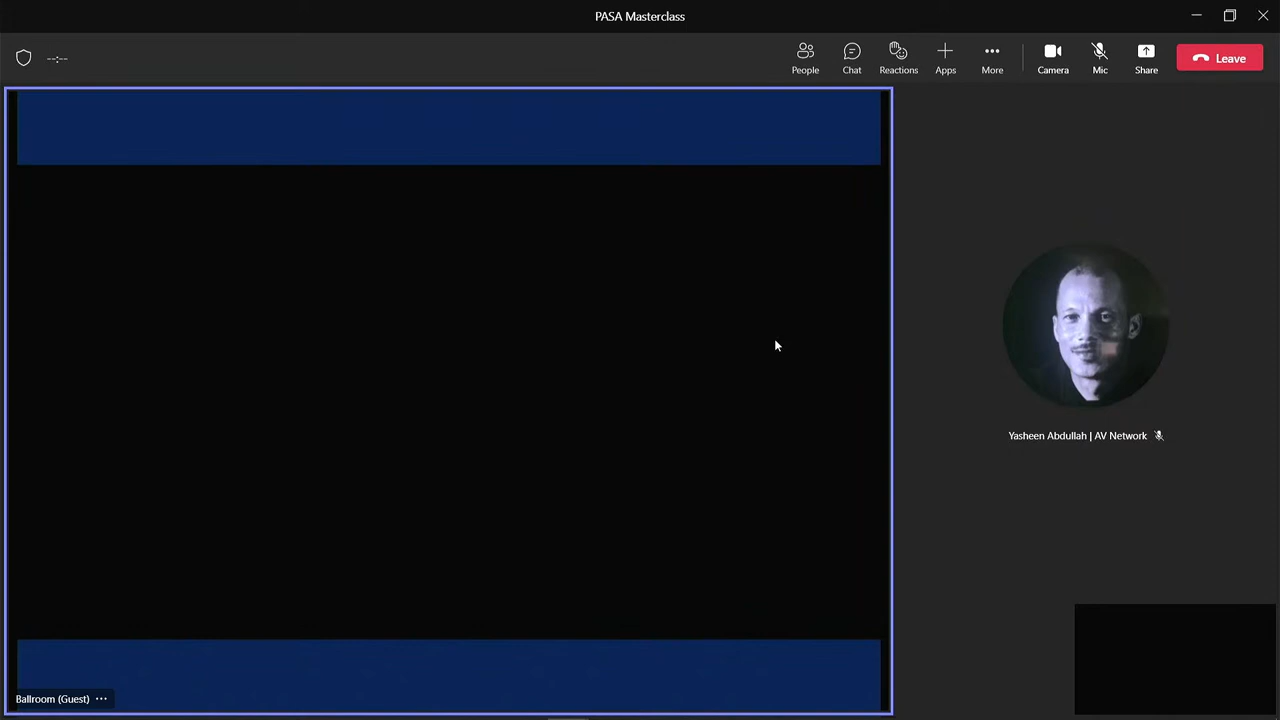 PASA Masterclass
--:--
People
Chat
Reactions
Apps
More
Camera
Mic
Share
Leave
Yasheen Abdullah | AV Network
Ballroom (Guest) •••